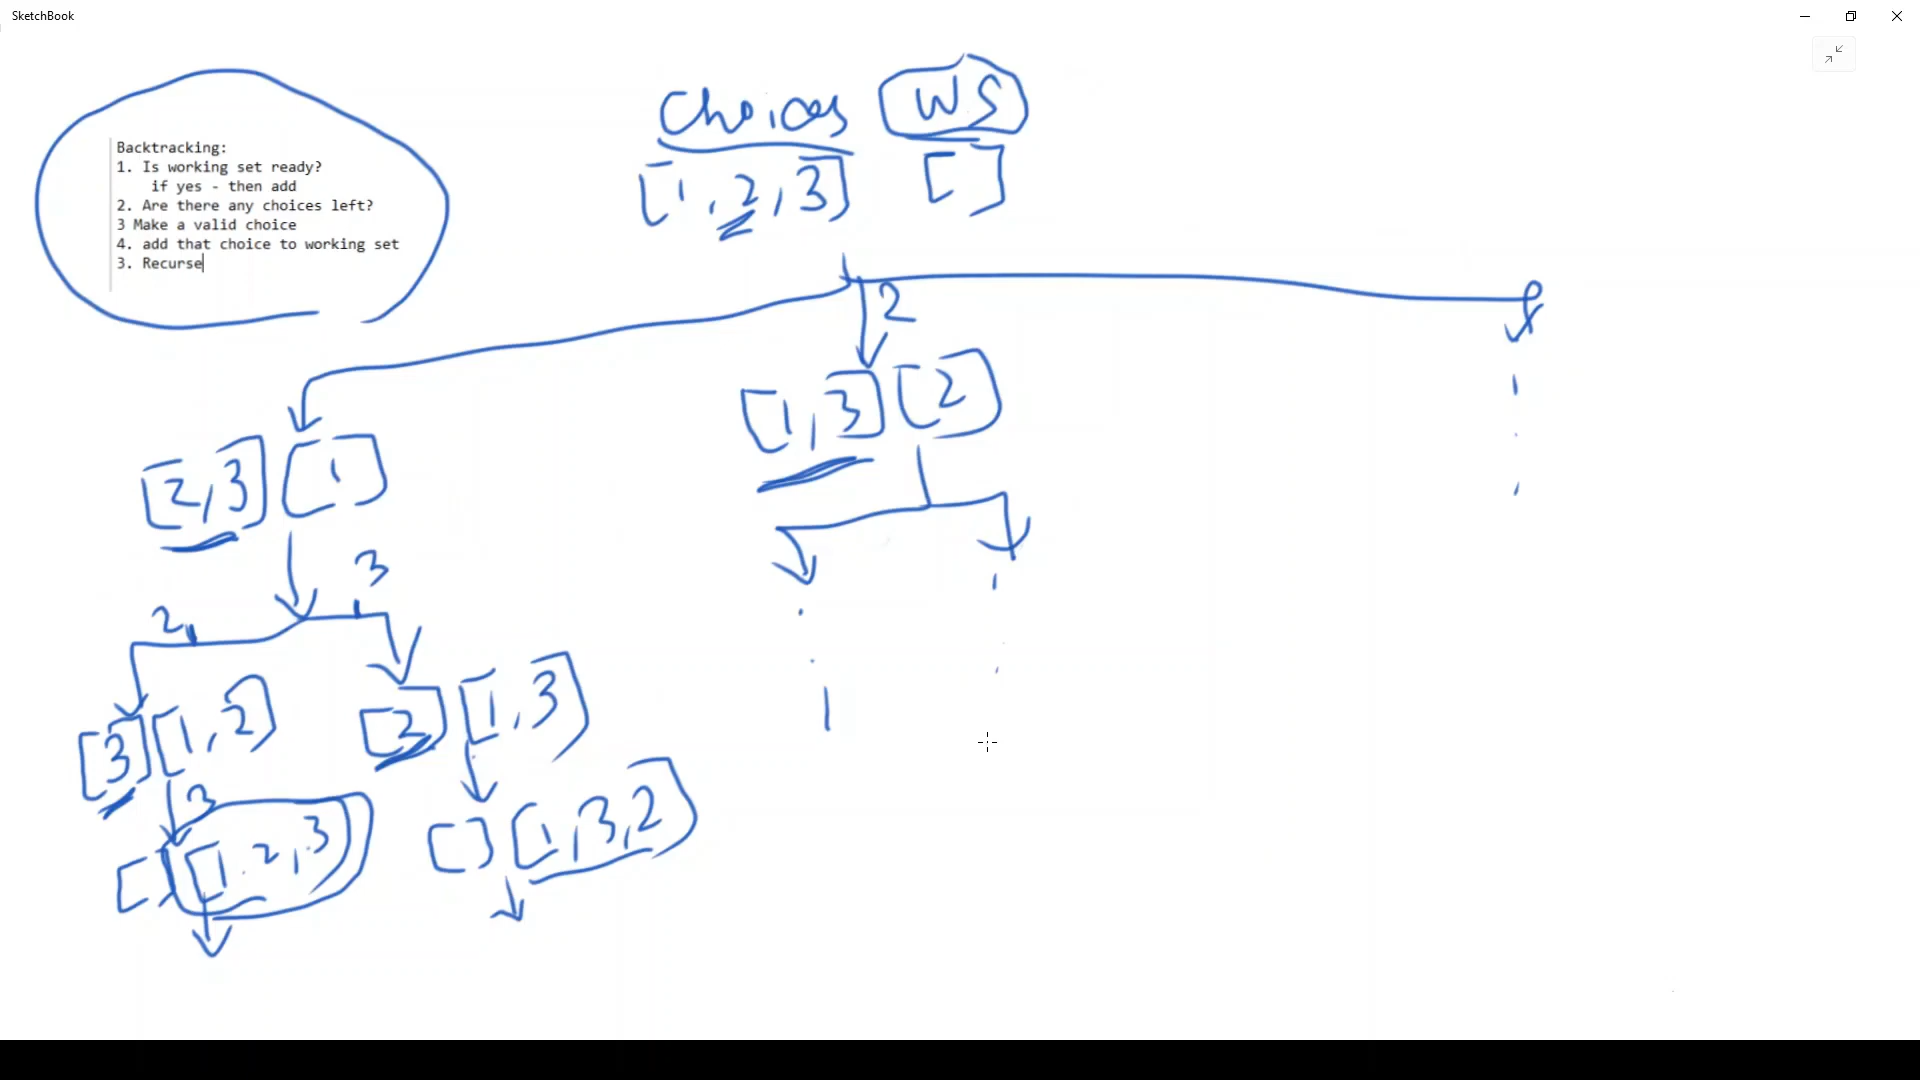 SketchBook
Backtracking:
1. Is working set ready?
if yes - then add
2. Are there any choices left?
3 Make a valid choice
4. add that choice to working set
3. Recurse
Choices WS
[1, 2, 3] []
2
[1, 3] [2]
[2, 3] [1]
2 3
[3] [1, 2] [2] [1, 3]
3
[] [1, 2, 3] [] [1, 3, 2]